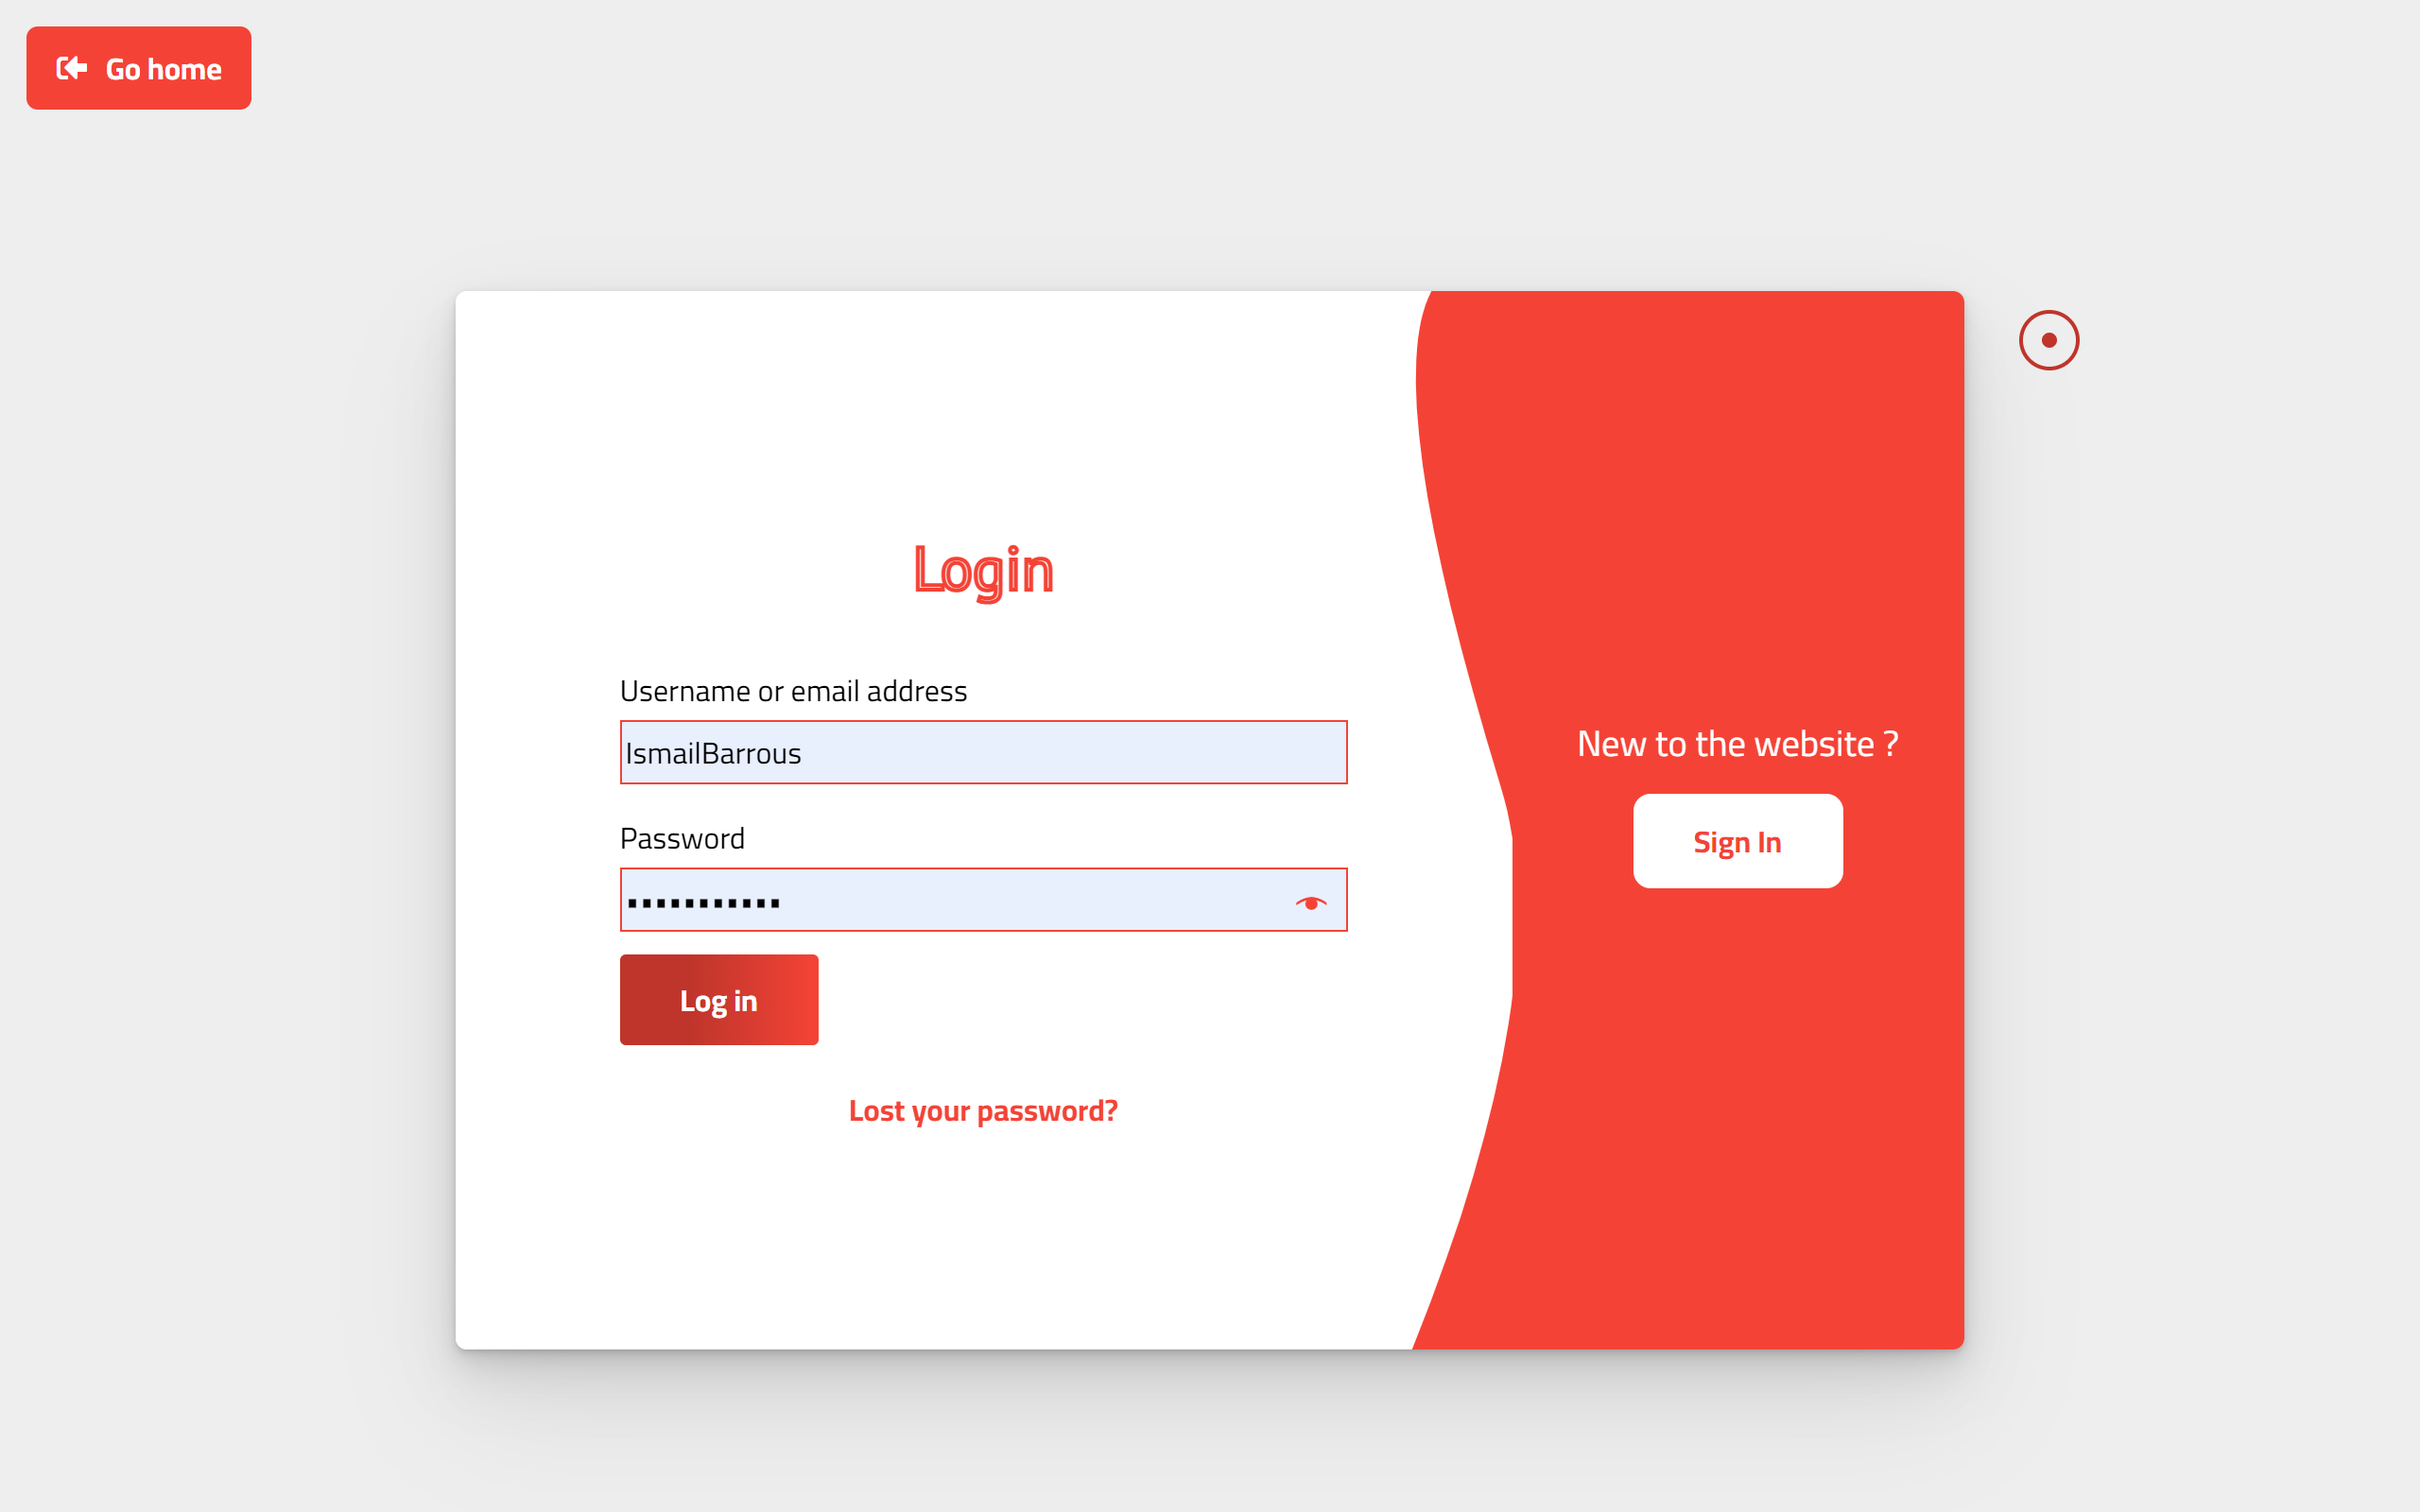 Go home
Login
Username or email address
IsmailBarrous
Password
Log in
Lost your password?
New to the website ?
Sign In